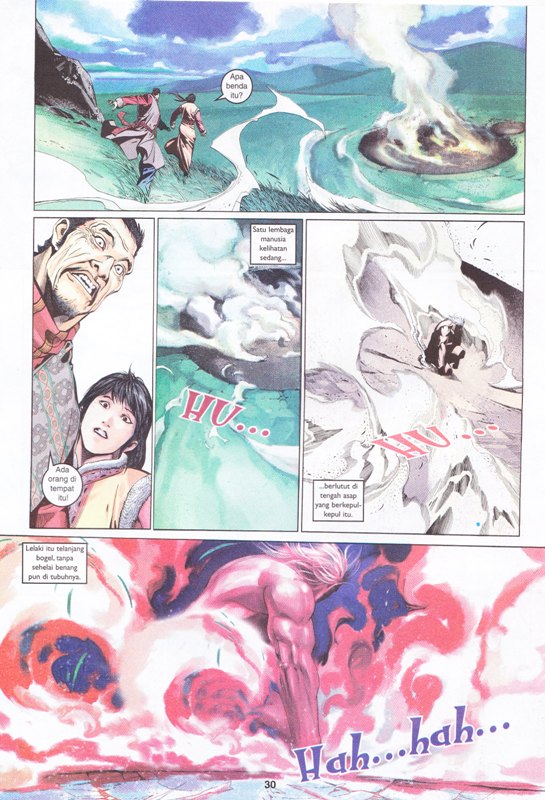 Apa
benda
itu?
Ada
orang di
tempat
itu!
Satu lembaga
manusia
kelihatan
sedang...
HU...
HU...
...berlutut di
tengah asap
yang berkepul-
kepul itu.
Lelaki itu telanjang
bogel, tanpa
sehelai benang
pun di tubuhnya.
Hah...hah...
30